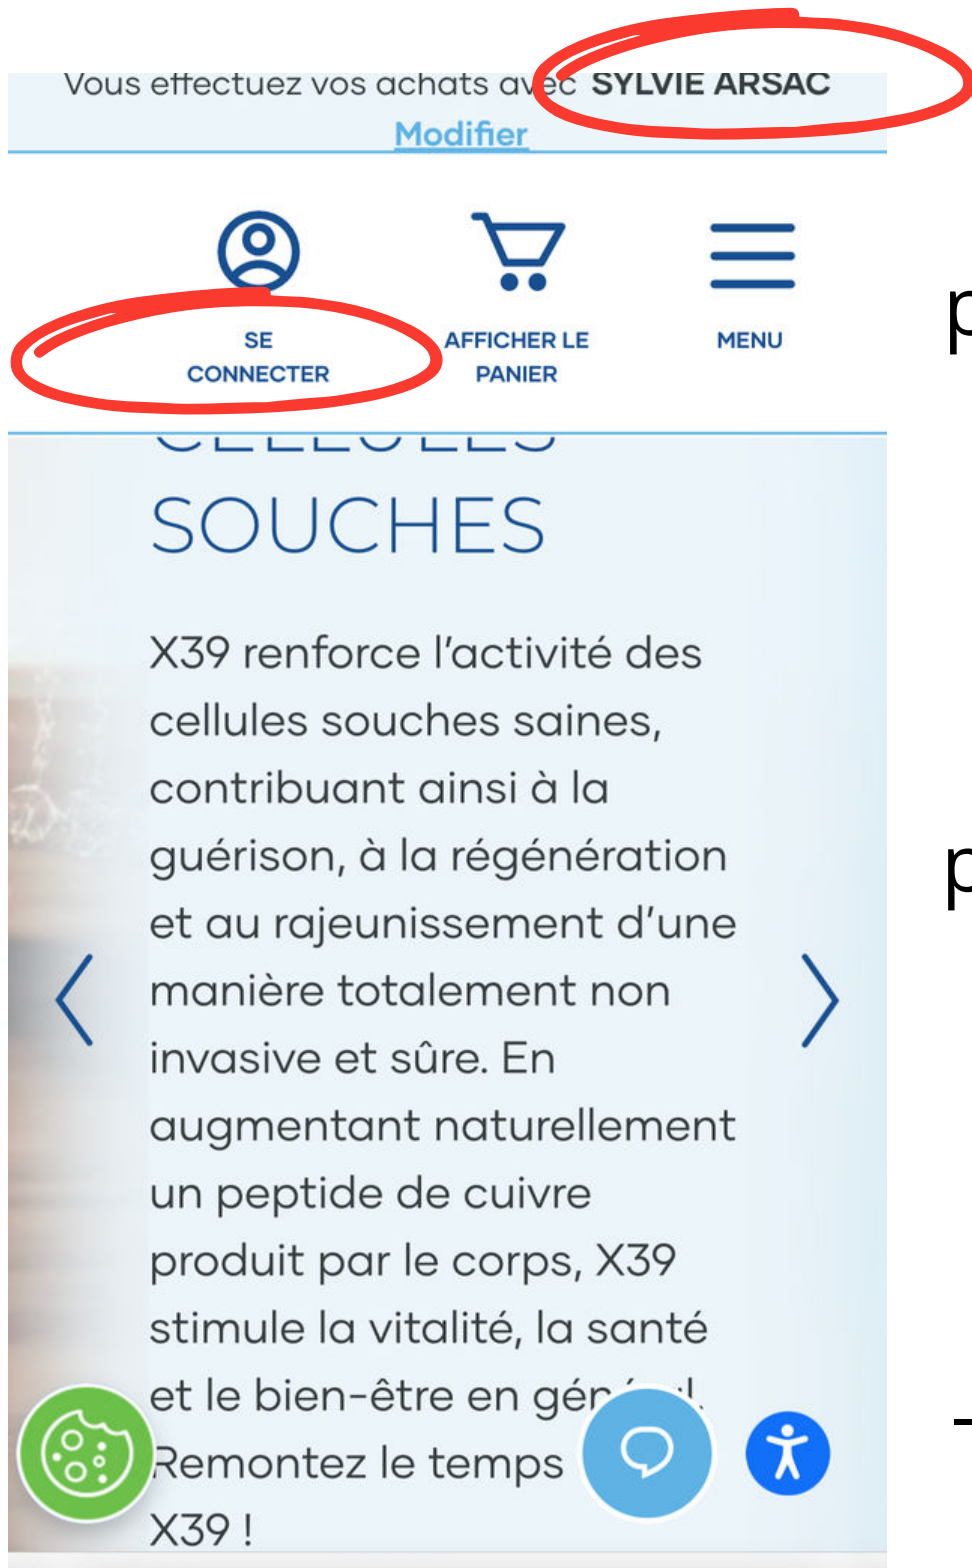 Vous effectuez vos achats avec SYLVIE ARSAC
Modifier
SE
CONNECTER
AFFICHER LE
PANIER
MENU
CELLULES
SOUCHES
X39 renforce l’activité des
cellules souches saines,
contribuant ainsi à la
guérison, à la régénération
et au rajeunissement d’une
manière totalement non
invasive et sûre. En
augmentant naturellement
un peptide de cuivre
produit par le corps, X39
stimule la vitalité, la santé
et le bien-être en général.
Remontez le temps
X39 !